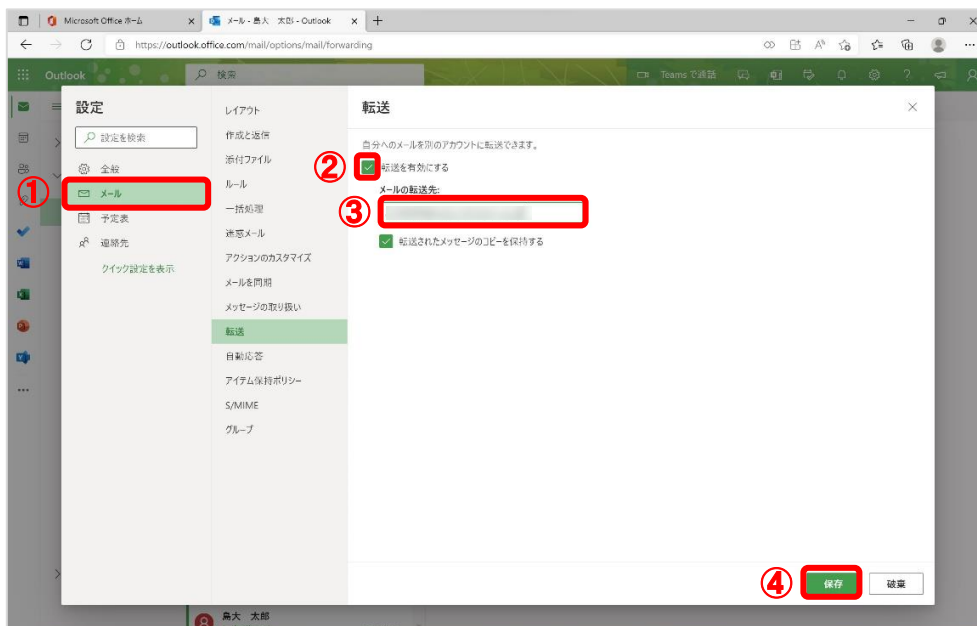 Microsoft Office ホーム
メール - 島大 太郎 - Outlook
https://outlook.office.com/mail/options/mail/forwarding
Outlook
検索
Teams で通話
設定
設定を検索
全般
① メール
予定表
連絡先
クイック設定を表示
レイアウト
作成と返信
添付ファイル
ルール
一括処理
迷惑メール
アクションのカスタマイズ
メールを同期
メッセージの取り扱い
転送
自動応答
アイテム保持ポリシー
S/MIME
グループ
転送
自分へのメールを別のアカウントに転送できます。
② 転送を有効にする
メールの転送先:
③
転送されたメッセージのコピーを保持する
④ 保存
破棄
島大 太郎